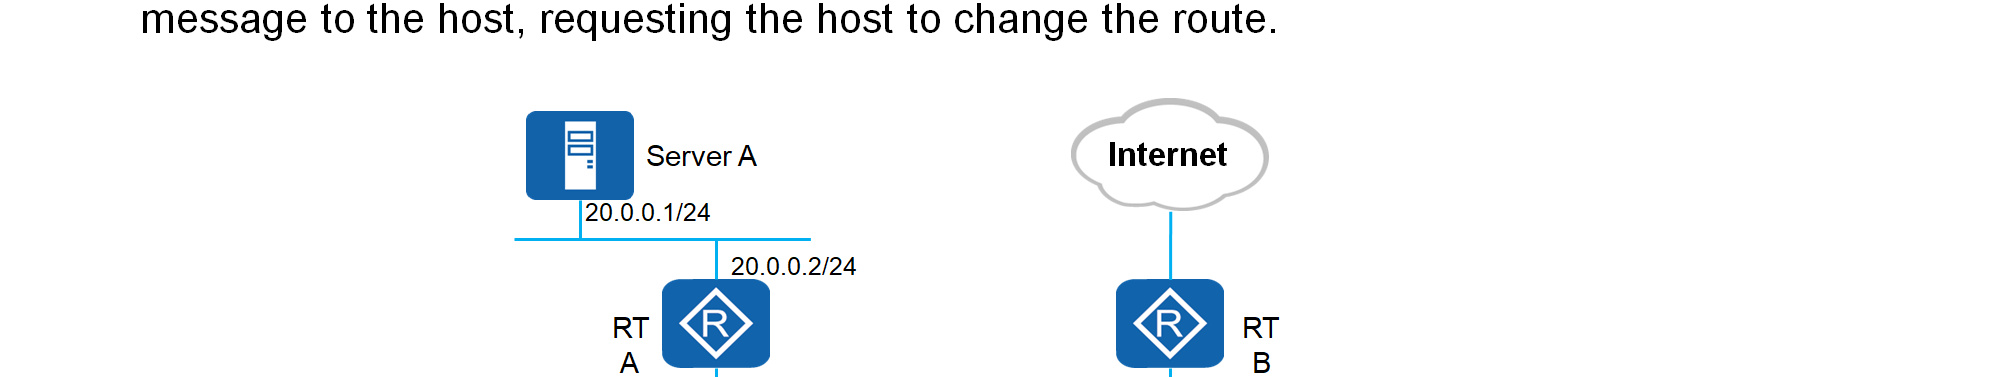 message to the host, requesting the host to change the route.
Server A
Internet
20.0.0.1/24
20.0.0.2/24
R
R
RT
A
RT
B